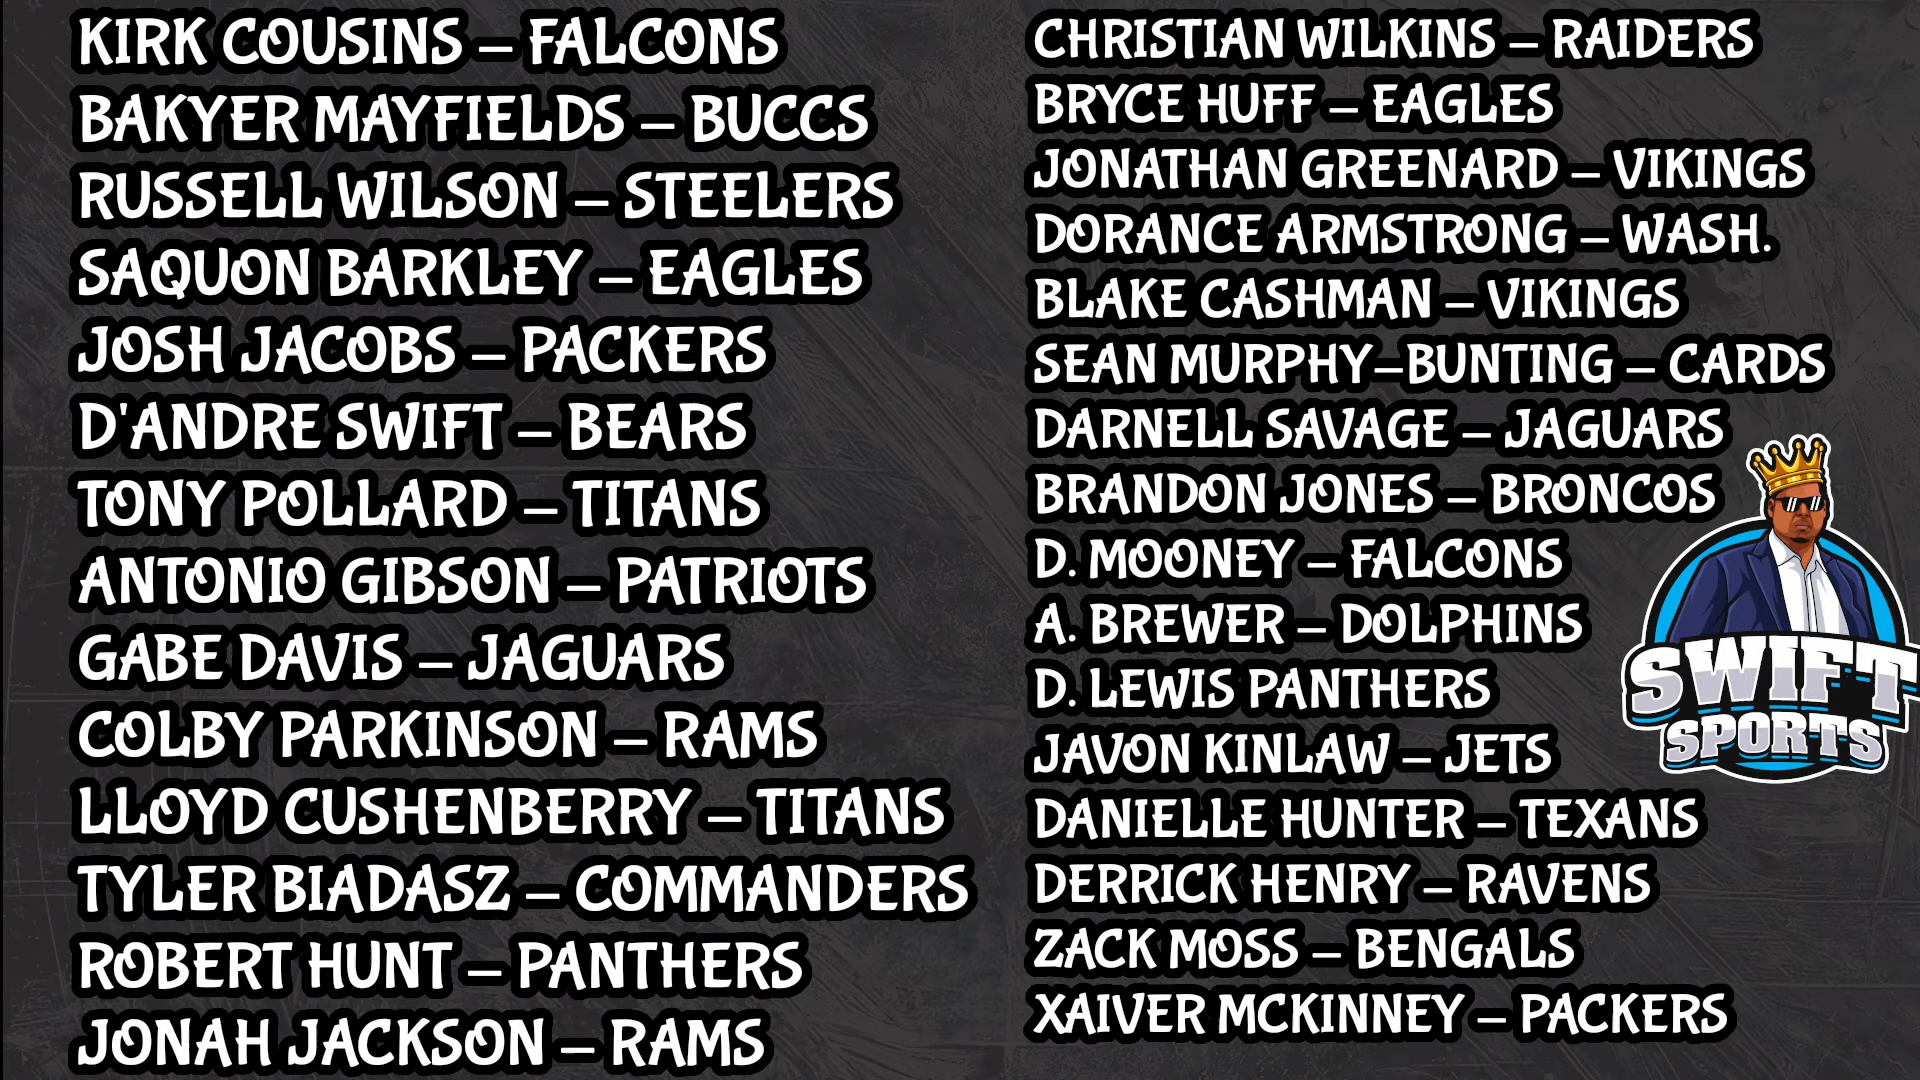 KIRK COUSINS – FALCONS
BAKYER MAYFIELDS – BUCCS
RUSSELL WILSON – STEELERS
SAQUON BARKLEY – EAGLES
JOSH JACOBS – PACKERS
D'ANDRE SWIFT – BEARS
TONY POLLARD – TITANS
ANTONIO GIBSON – PATRIOTS
GABE DAVIS – JAGUARS
COLBY PARKINSON – RAMS
LLOYD CUSHENBERRY – TITANS
TYLER BIADASZ – COMMANDERS
ROBERT HUNT – PANTHERS
JONAH JACKSON – RAMS
CHRISTIAN WILKINS – RAIDERS
BRYCE HUFF – EAGLES
JONATHAN GREENARD – VIKINGS
DORANCE ARMSTRONG – WASH.
BLAKE CASHMAN – VIKINGS
SEAN MURPHY–BUNTING – CARDS
DARNELL SAVAGE – JAGUARS
BRANDON JONES – BRONCOS
D. MOONEY – FALCONS
A. BREWER – DOLPHINS
D. LEWIS PANTHERS
JAVON KINLAW – JETS
DANIELLE HUNTER – TEXANS
DERRICK HENRY – RAVENS
ZACK MOSS – BENGALS
XAIVER MCKINNEY – PACKERS
SWIFT
SPORTS